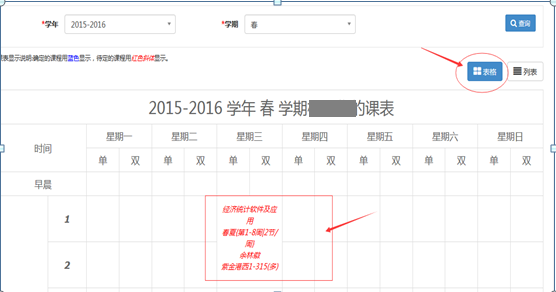 *学年 2015-2016 *学期 春 查询
课表显示说明:确定的课程用蓝色显示，待定的课程用红色斜体显示。
表格 列表
2015-2016 学年 春 学期 的课表
时间 星期一 星期二 星期三 星期四 星期五 星期六 星期日
单 双 单 双 单 双 单 双 单 双 单 双 单 双
早晨
1
2
经济统计软件及应
用
春夏{第1-8周|2节/
周}
余林徽
紫金港西1-315(多)